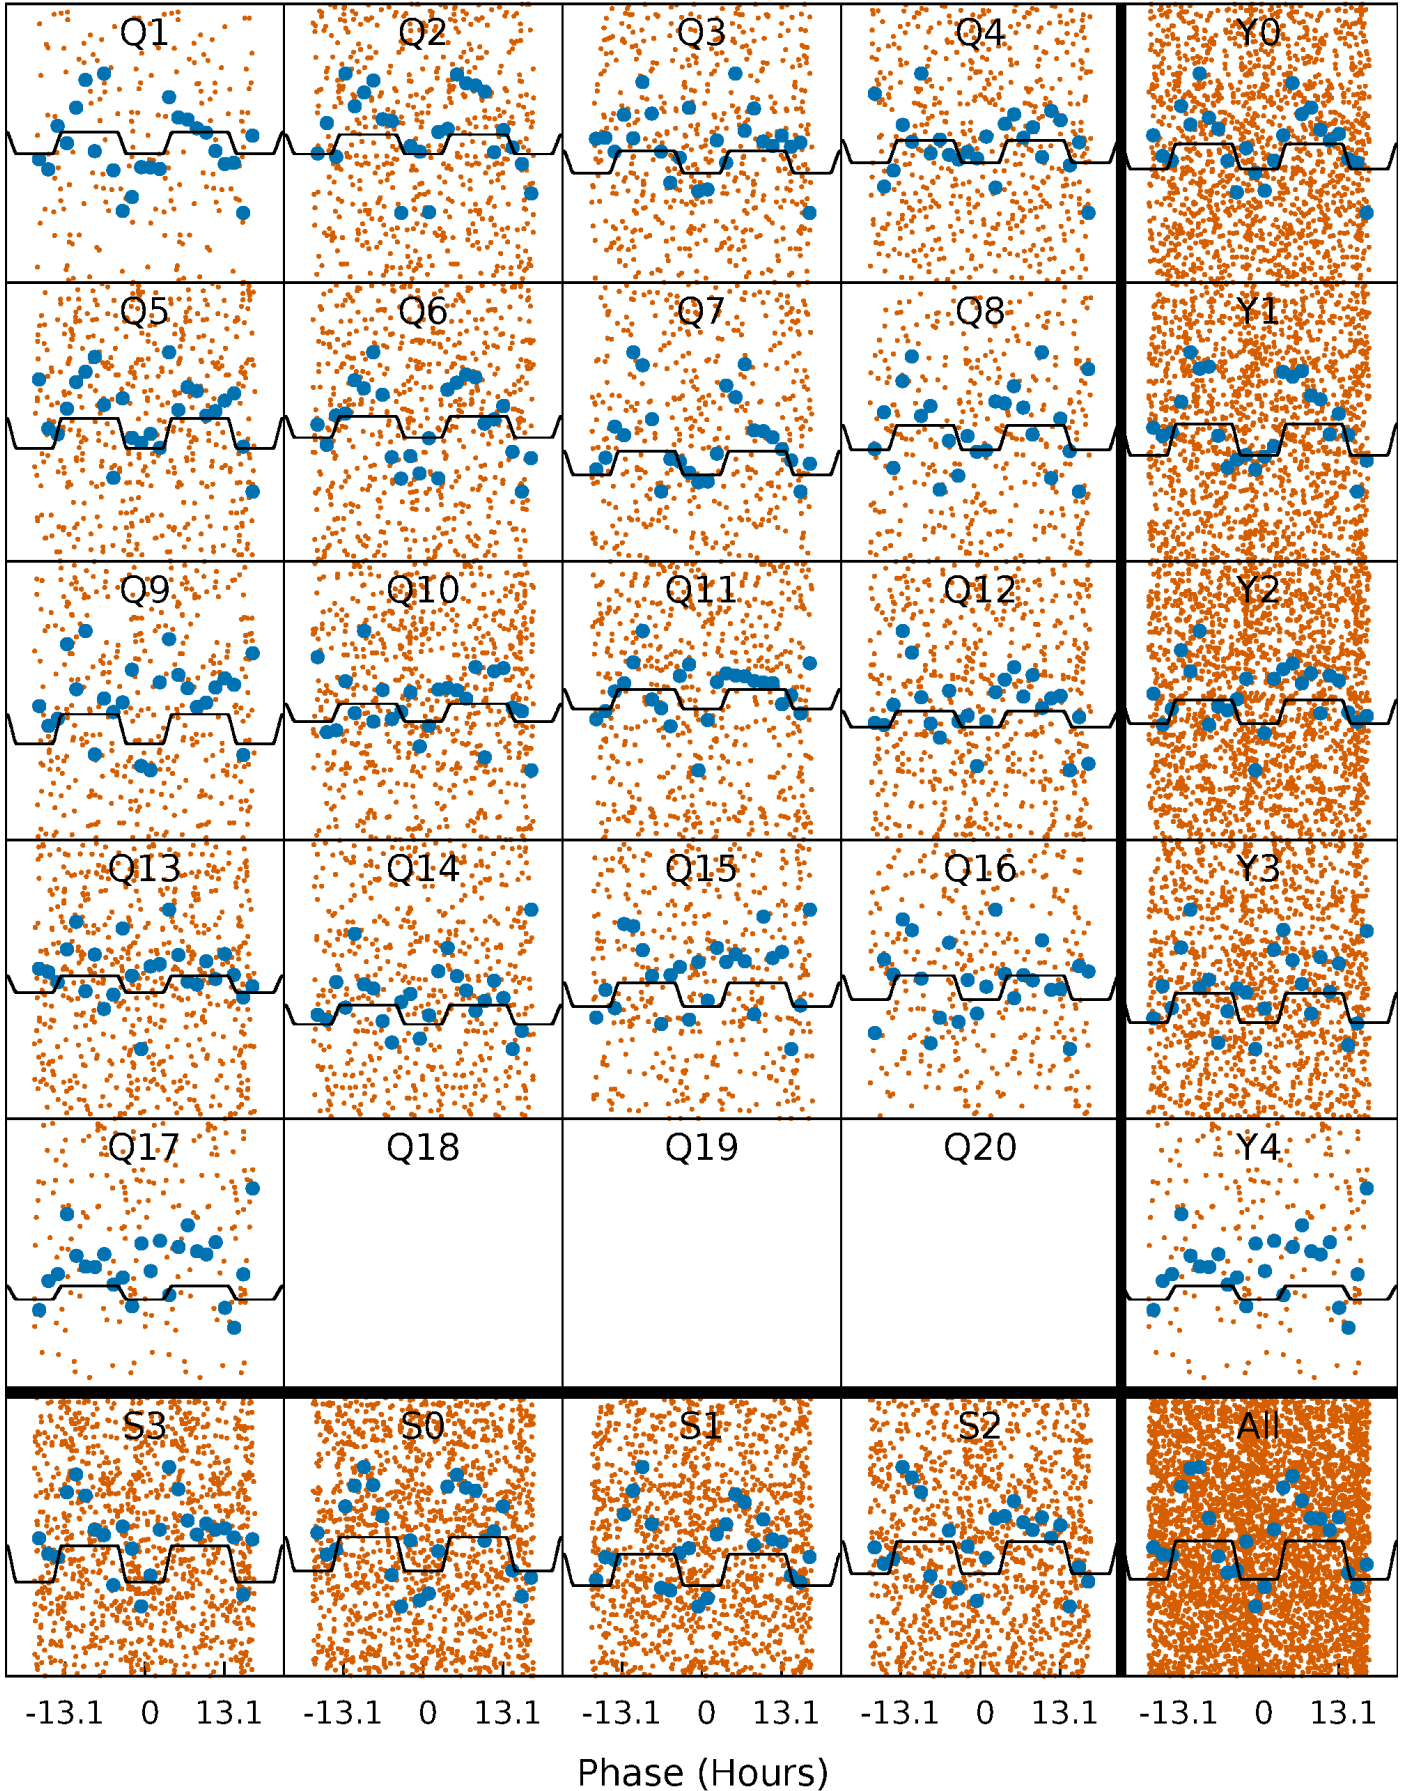 Q1 Q2 Q3 Q4 Y0
Q5 Q6 Q7 Q8 Y1
Q9 Q10 Q11 Q12 Y2
Q13 Q14 Q15 Q16 Y3
Q17 Q18 Q19 Q20 Y4
S3 S0 S1 S2 All
-13.1 0 13.1 -13.1 0 13.1 -13.1 0 13.1 -13.1 0 13.1 -13.1 0 13.1
Phase (Hours)